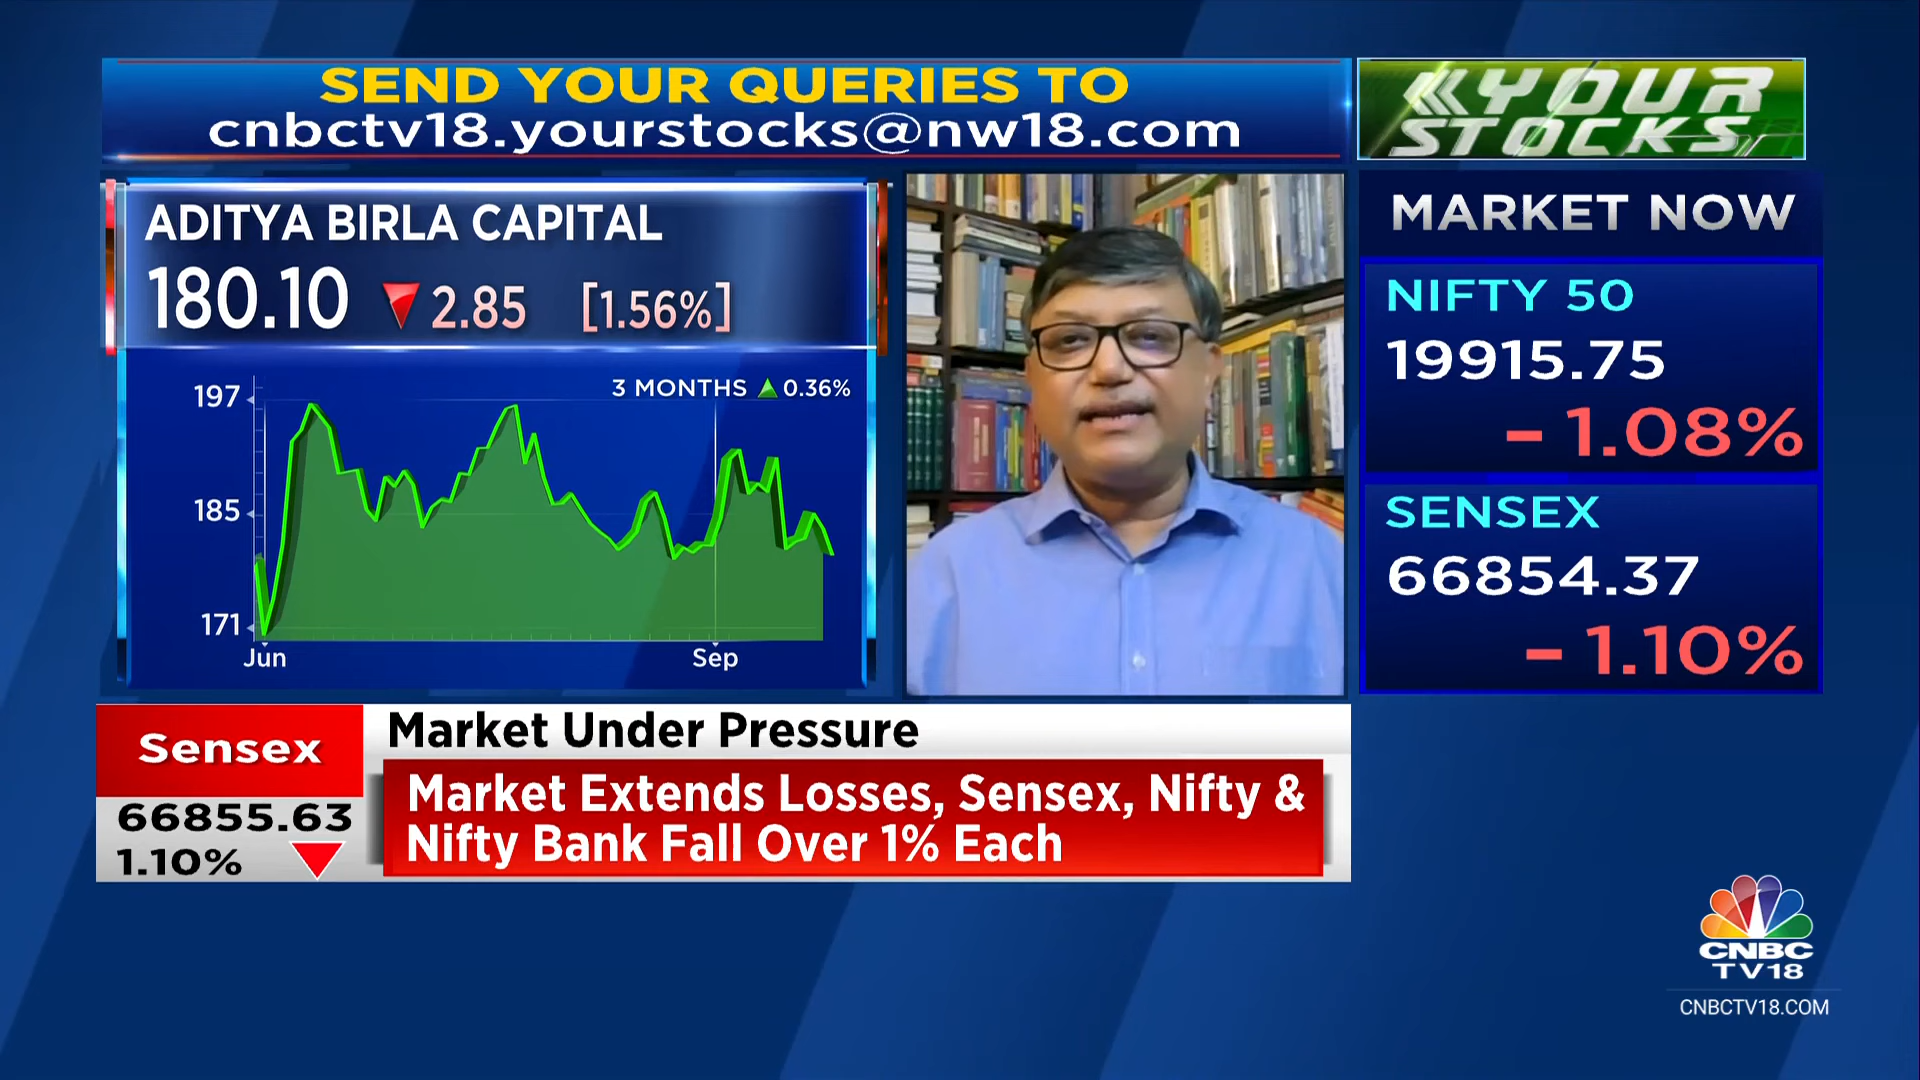 SEND YOUR QUERIES TO
cnbctv18.yourstocks@nw18.com
YOUR
STOCKS
ADITYA BIRLA CAPITAL
180.10 2.85 [1.56%]
3 MONTHS 0.36%
197
185
171
Jun Sep
MARKET NOW
NIFTY 50
19915.75
- 1.08%
SENSEX
66854.37
- 1.10%
Sensex
66855.63
1.10%
Market Under Pressure
Market Extends Losses, Sensex, Nifty &
Nifty Bank Fall Over 1% Each
CNBC
TV18
CNBCTV18.COM